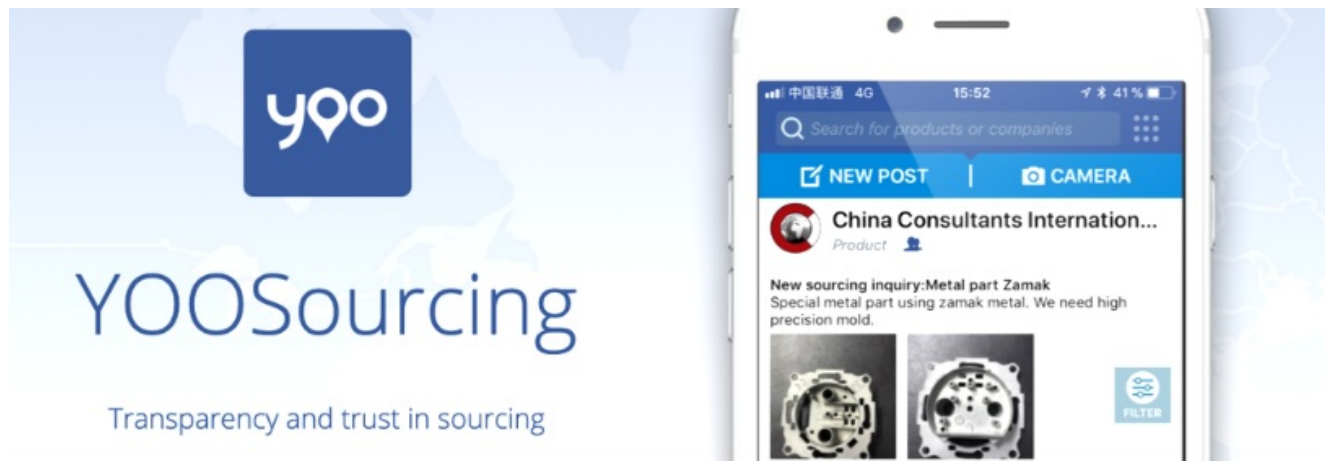 yoo
YOOSourcing
Transparency and trust in sourcing
中国联通 4G 15:52 41%
Search for products or companies
NEW POST | CAMERA
China Consultants Internation...
Product
New sourcing inquiry:Metal part Zamak
Special metal part using zamak metal. We need high
precision mold.
FILTER